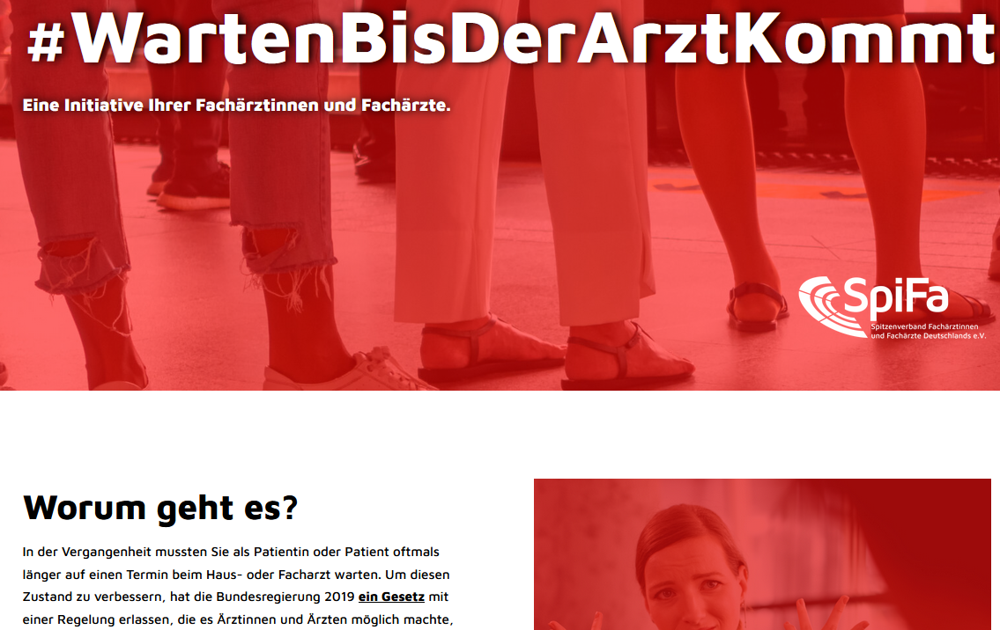 #WartenBisDerArztKommt
Eine Initiative Ihrer Fachärztinnen und Fachärzte.
SpiFa
Spitzenverband Fachärztinnen
und Fachärzte Deutschlands e.V.
Worum geht es?
In der Vergangenheit mussten Sie als Patientin oder Patient oftmals
länger auf einen Termin beim Haus- oder Facharzt warten. Um diesen
Zustand zu verbessern, hat die Bundesregierung 2019 ein Gesetz mit
einer Regelung erlassen, die es Ärztinnen und Ärzten möglich machte,